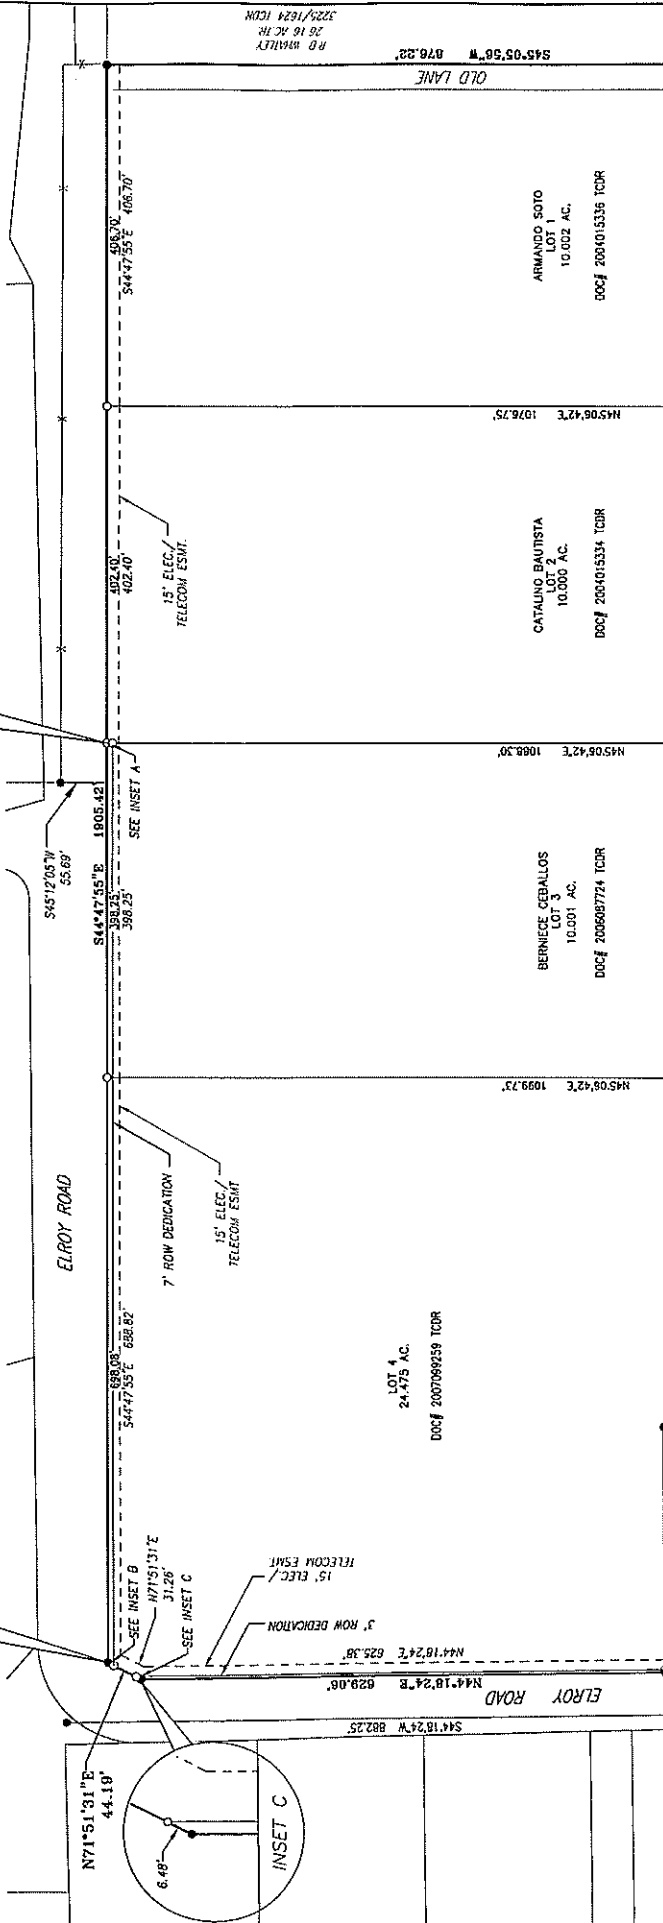 R D WHATLEY
26 16 AC.TR.
3225/1624 TCDN
S45°05'56"W 876.22'
OLD LANE
406.70'
S44°47'55"E 406.70'
ARMANDO SOTO
LOT 1
10.002 AC.
DOC# 2004015336 TCDR
N45°06'42"E 1076.75'
402.40'
402.40'
15' ELEC./
TELECOM ESMT.
CATALINO BAUTISTA
LOT 2
10.000 AC.
DOC# 2004015334 TCDR
N45°06'42"E 1088.30'
SEE INSET A
S45°12'05"W
55.69'
S44°47'55"E 1905.42
398.25'
398.25'
BERNIECE CEBALLOS
LOT 3
10.001 AC.
DOC# 2006087724 TCDR
N45°06'42"E 1099.73'
ELROY ROAD
7' ROW DEDICATION
15' ELEC./
TELECOM ESMT
698.08'
S44°47'55"E 688.82'
LOT 4
24.475 AC.
DOC# 2007099259 TCDR
SEE INSET B
N71°51'31"E
31.26'
SEE INSET C
15' ELEC./
TELECOM ESMT.
3' ROW DEDICATION
N44°18'24"E 625.38'
N44°18'24"E 629.06'
ELROY ROAD
S44°18'24"W 882.25'
N71°51'31"E
44.19'
6.48'
INSET C